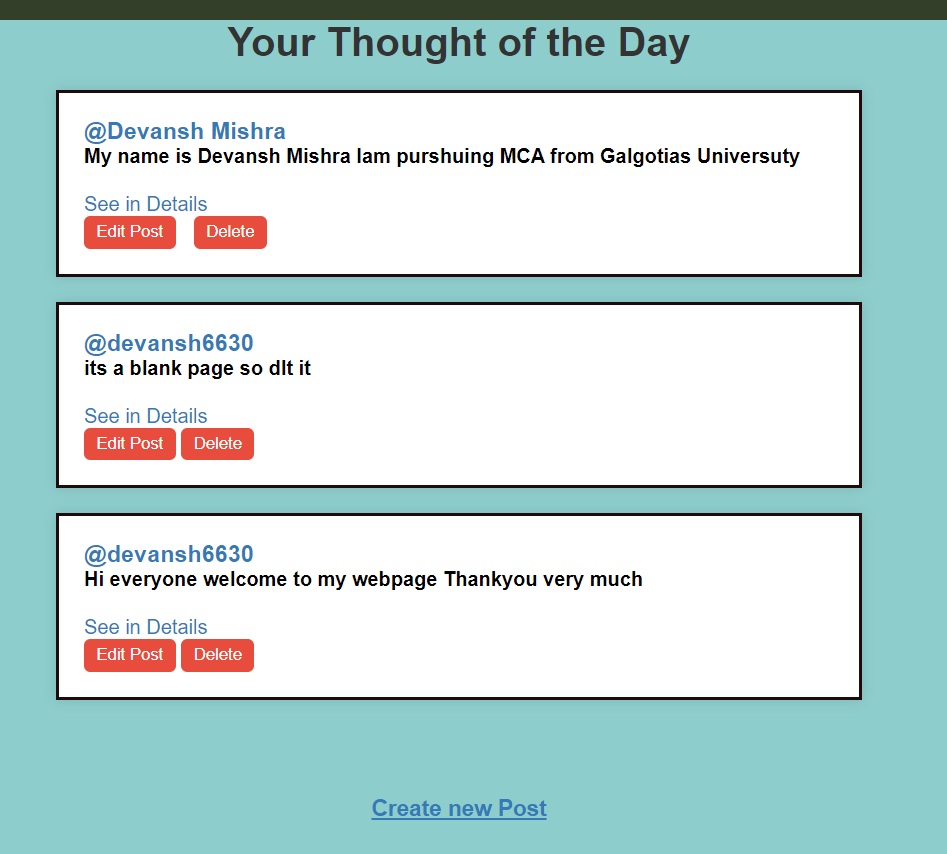 Your Thought of the Day
@Devansh Mishra
My name is Devansh Mishra Iam purshuing MCA from Galgotias Universuty
See in Details
Edit Post Delete
@devansh6630
its a blank page so dlt it
See in Details
Edit Post Delete
@devansh6630
Hi everyone welcome to my webpage Thankyou very much
See in Details
Edit Post Delete
Create new Post